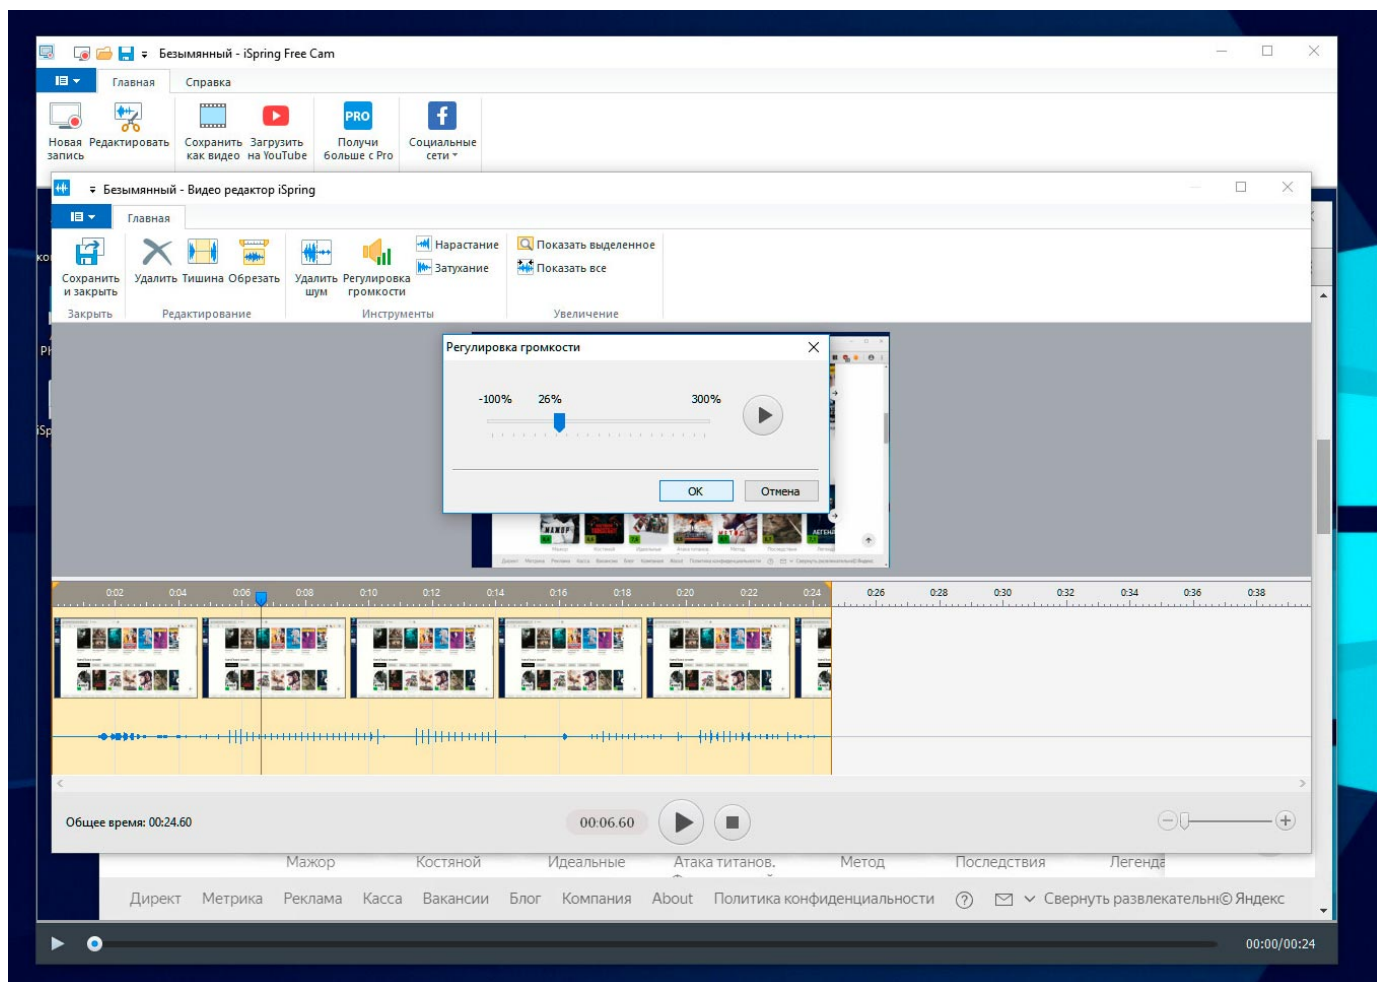 Безымянный - iSpring Free Cam
Главная Справка
PRO
Новая запись Редактировать Сохранить как видео Загрузить на YouTube Получи больше с Pro Социальные сети
Безымянный - Видео редактор iSpring
Главная
Сохранить и закрыть Удалить Тишина Обрезать Удалить шум Регулировка громкости Нарастание Показать выделенное
Затухание Показать все
Закрыть Редактирование Инструменты Увеличение
Регулировка громкости
-100% 26% 300%
OK Отмена
0:02 0:04 0:06 0:08 0:10 0:12 0:14 0:16 0:18 0:20 0:22 0:24 0:26 0:28 0:30 0:32 0:34 0:36 0:38
Общее время: 00:24.60 00:06.60
Мажор Костяной Идеальные Атака титанов. Метод Последствия Легенда
Директ Метрика Реклама Касса Вакансии Блог Компания About Политика конфиденциальности Свернуть развлекательн © Яндекс
00:00/00:24